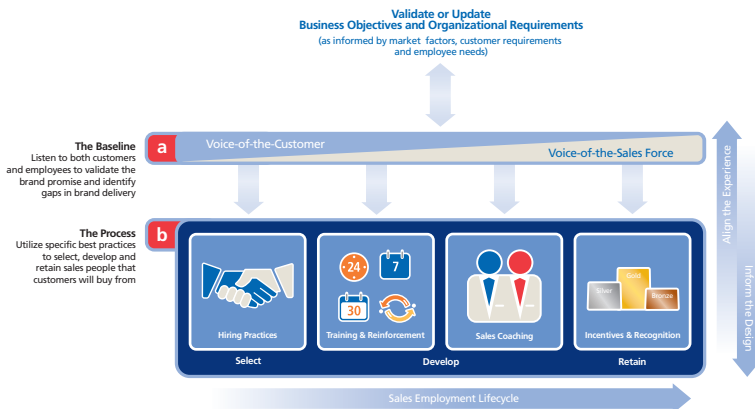 Validate or Update
Business Objectives and Organizational Requirements
(as informed by market factors, customer requirements
and employee needs)
The Baseline
Listen to both customers
and employees to validate the
brand promise and identify
gaps in brand delivery
a
Voice-of-the-Customer
Voice-of-the-Sales Force
The Process
Utilize specific best practices
to select, develop and
retain sales people that
customers will buy from
b
Hiring Practices
24
7
30
Training & Reinforcement
Sales Coaching
Silver
Gold
Bronze
Incentives & Recognition
Select
Develop
Retain
Sales Employment Lifecycle
Align the Experience
Inform the Design